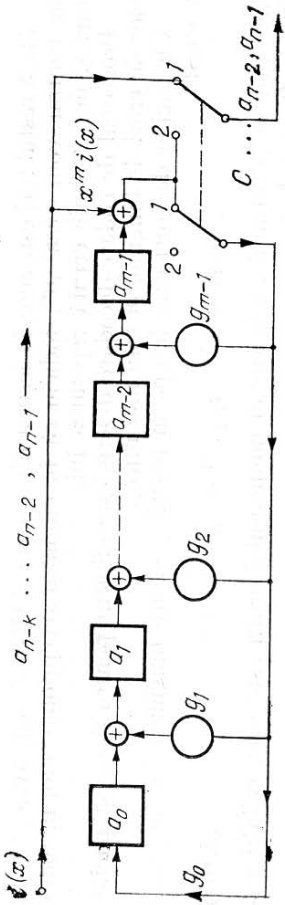 i(x)
a_{n-k} ... a_{n-2}, a_{n-1}
x^m i(x)
1
2
1
2
C ... a_{n-2}, a_{n-1}
a_0
a_1
a_{m-2}
a_{m-1}
+
+
+
+
g_0
g_1
g_2
g_{m-1}